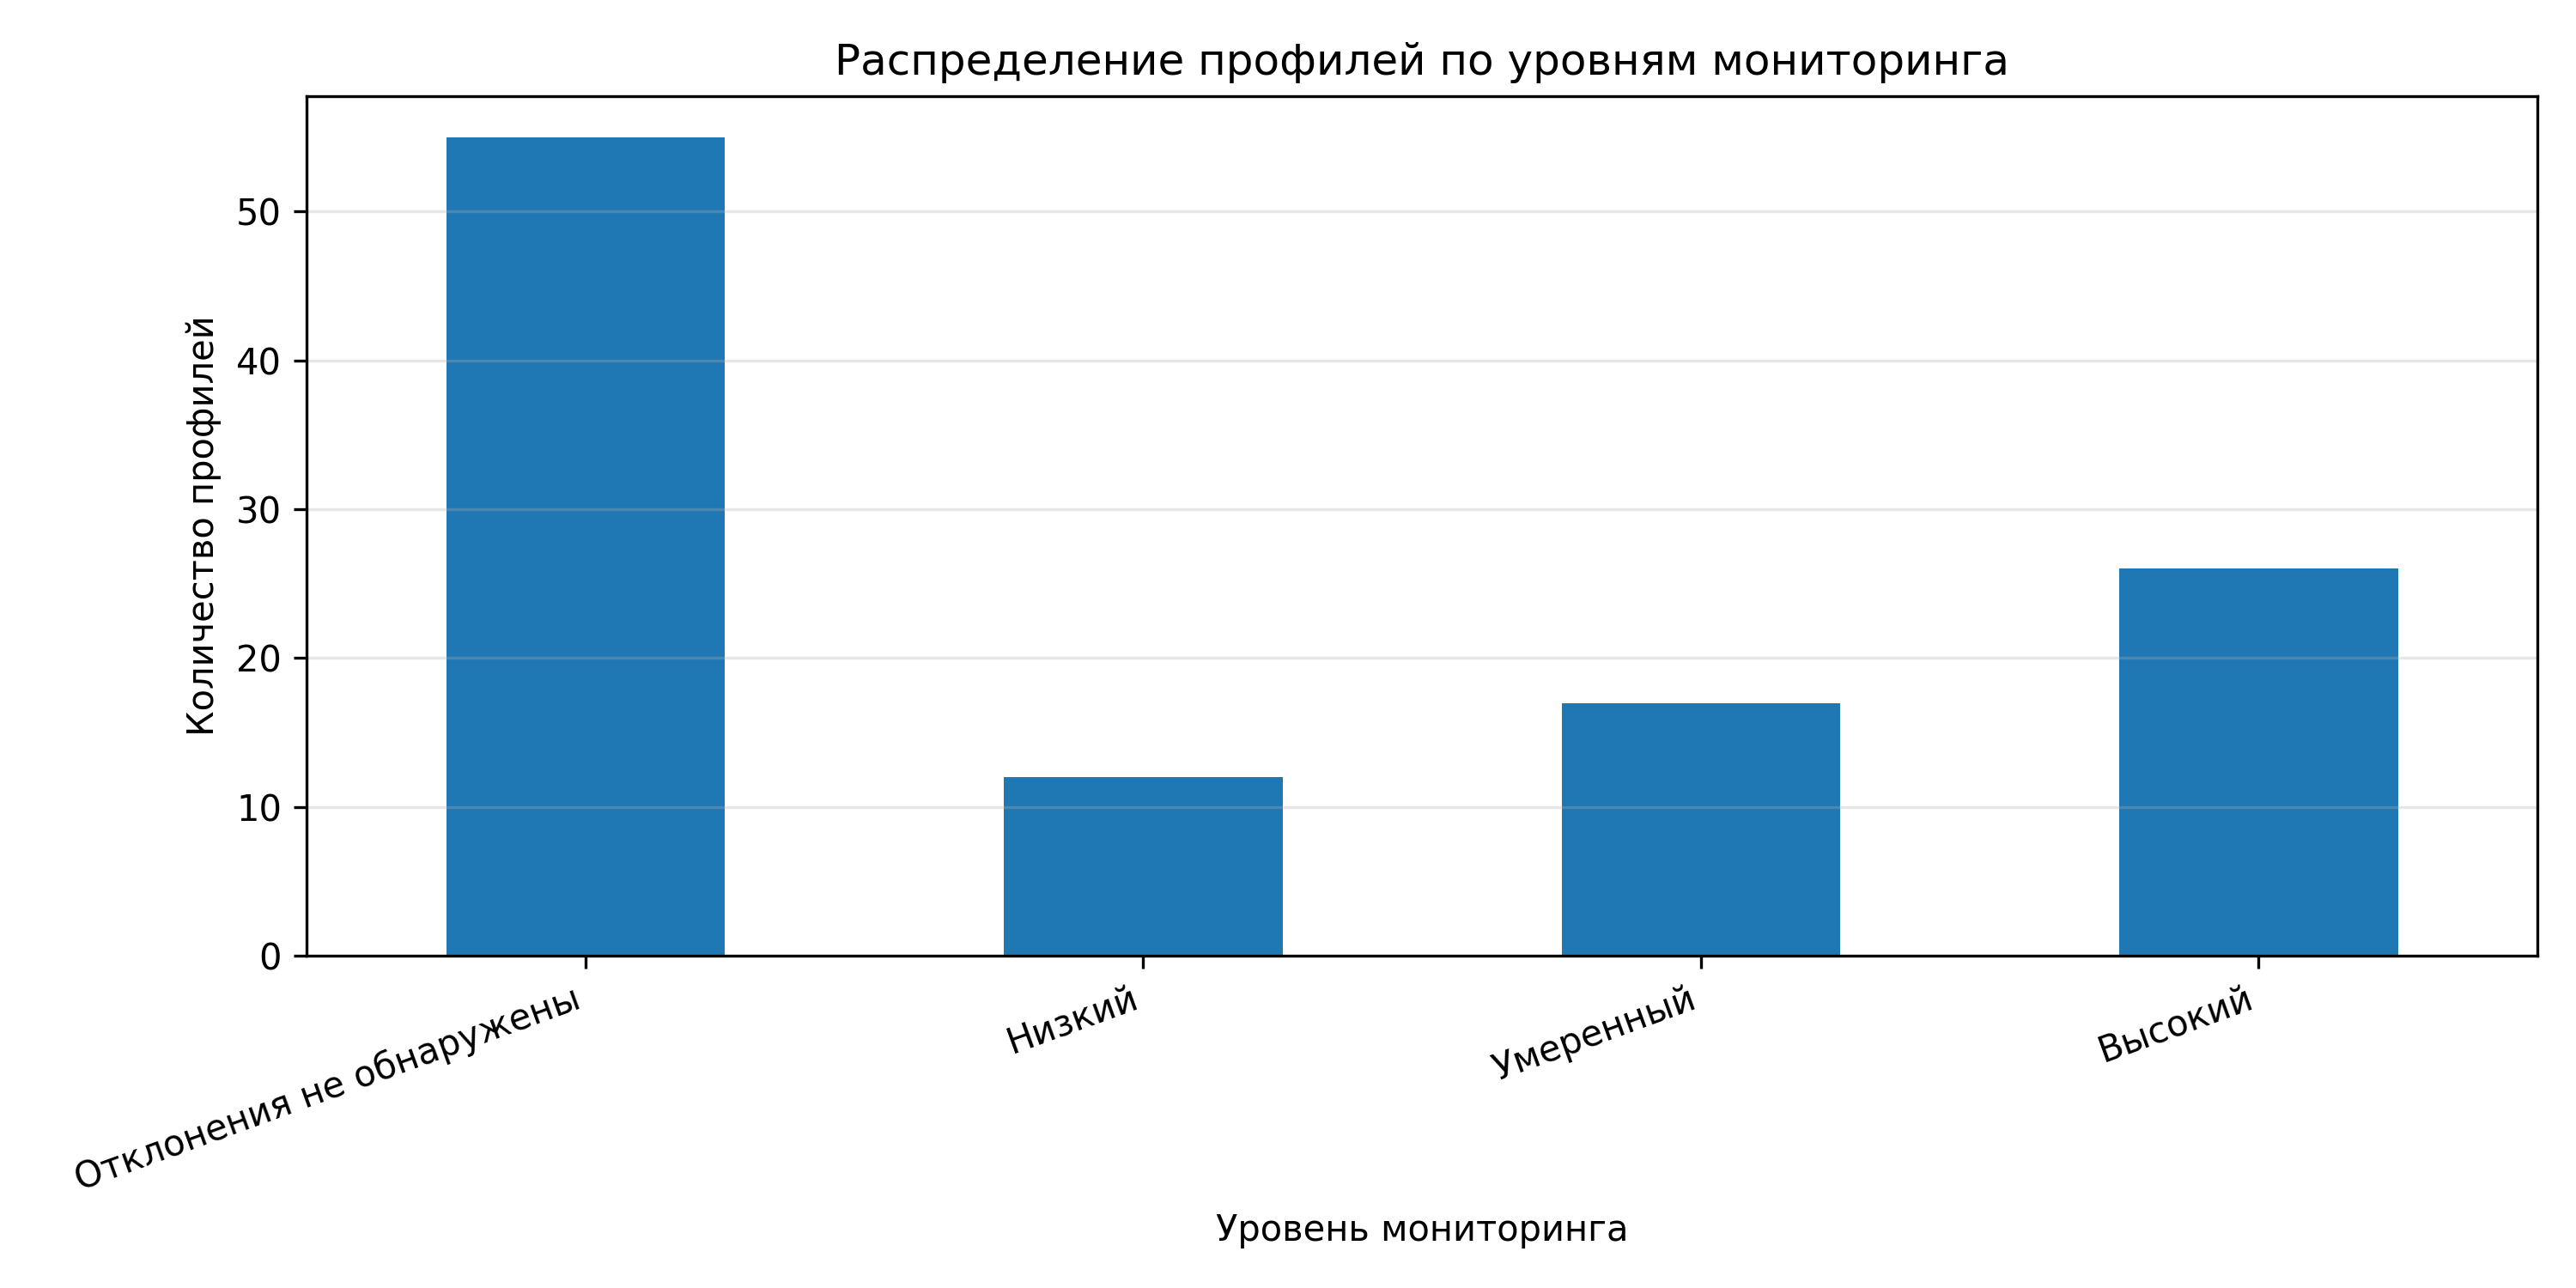 Распределение профилей по уровням мониторинга
Количество профилей
50
40
30
20
10
0
Отклонения не обнаружены
Низкий
Умеренный
Высокий
Уровень мониторинга